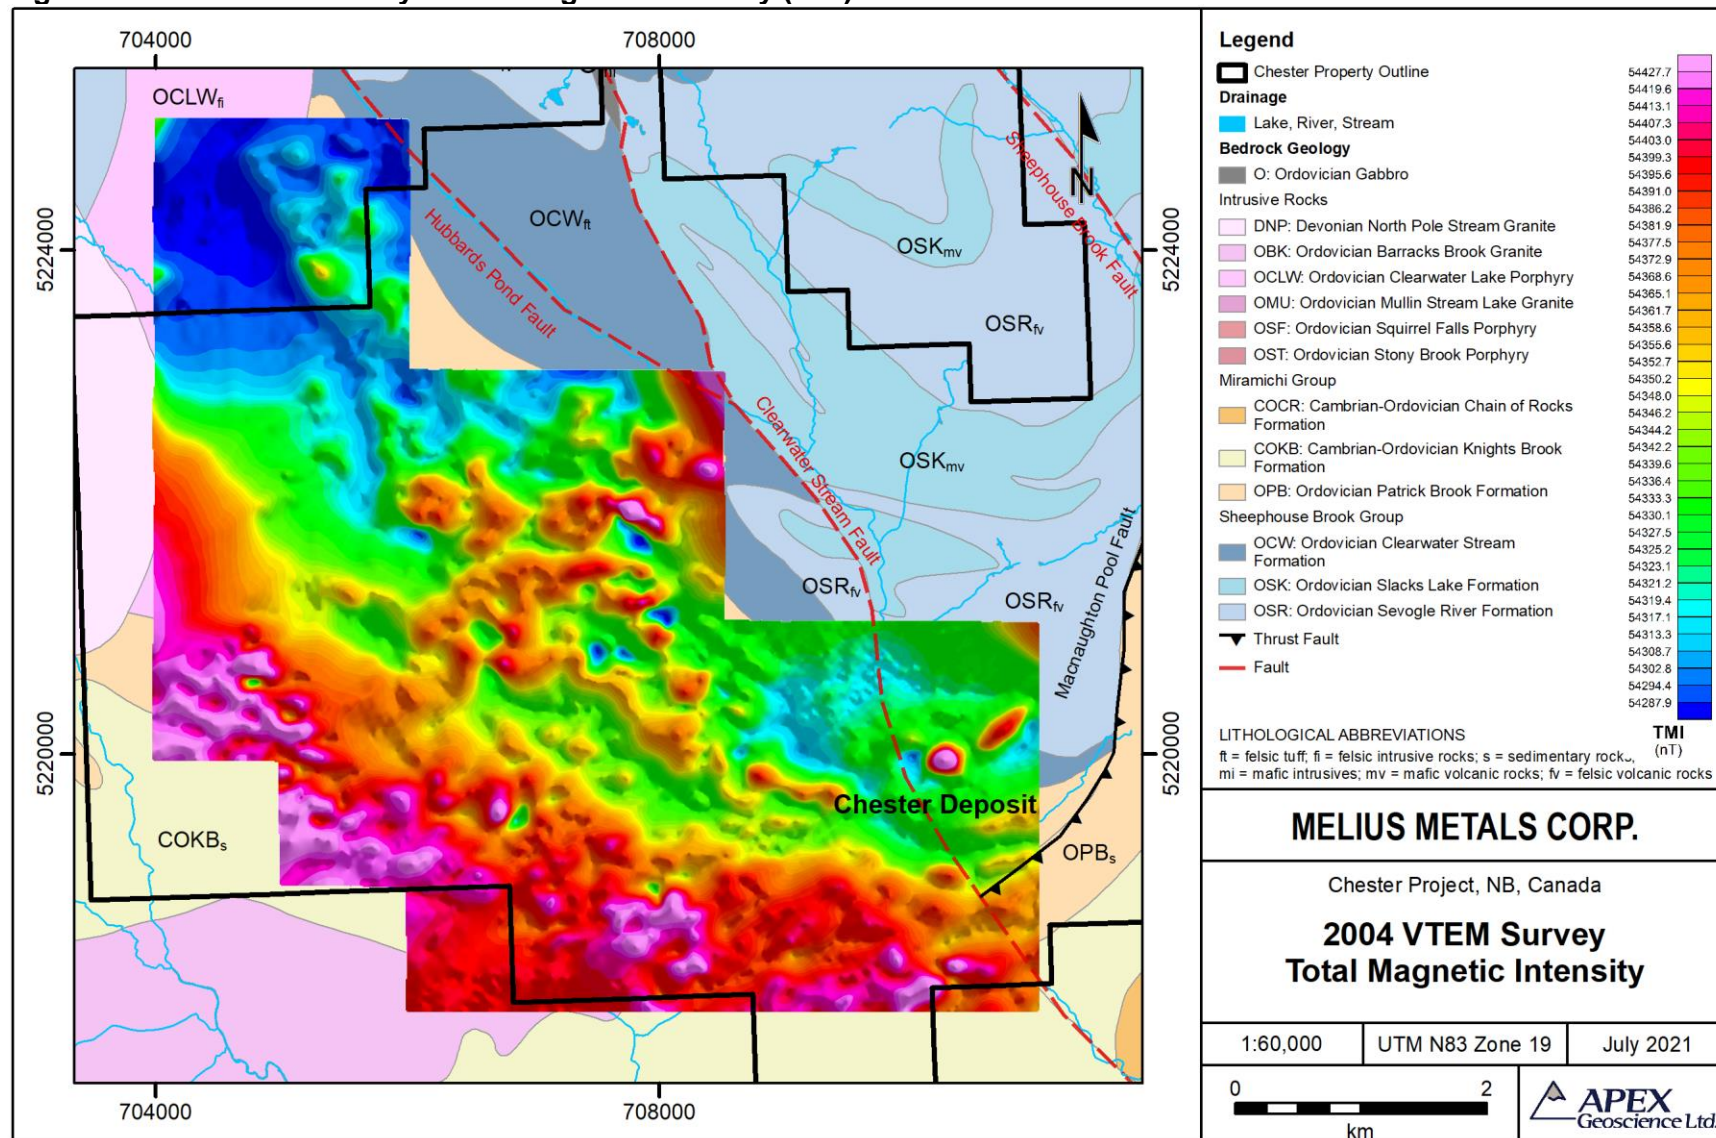 704000
708000
OCLWfi
OCWft
OSKmv
OSRfv
Sheephouse Brook Fault
Hubbards Pond Fault
N
5224000
5224000
Clearwater Stream Fault
OSKmv
OSRfv
OSRfv
Macnaughton Pool Fault
5220000
5220000
Chester Deposit
COKBs
OPBs
704000
708000
Legend
Chester Property Outline
Drainage
Lake, River, Stream
Bedrock Geology
O: Ordovician Gabbro
Intrusive Rocks
DNP: Devonian North Pole Stream Granite
OBK: Ordovician Barracks Brook Granite
OCLW: Ordovician Clearwater Lake Porphyry
OMU: Ordovician Mullin Stream Lake Granite
OSF: Ordovician Squirrel Falls Porphyry
OST: Ordovician Stony Brook Porphyry
Miramichi Group
COCR: Cambrian-Ordovician Chain of Rocks
Formation
COKB: Cambrian-Ordovician Knights Brook
Formation
OPB: Ordovician Patrick Brook Formation
Sheephouse Brook Group
OCW: Ordovician Clearwater Stream
Formation
OSK: Ordovician Slacks Lake Formation
OSR: Ordovician Sevogle River Formation
Thrust Fault
Fault
54427.7
54419.6
54413.1
54407.3
54403.0
54399.3
54395.6
54391.0
54386.2
54381.9
54377.5
54372.9
54368.6
54365.1
54361.7
54358.6
54355.6
54352.7
54350.2
54348.0
54346.2
54344.2
54342.2
54339.6
54336.4
54333.3
54330.1
54327.5
54325.2
54323.1
54321.2
54319.4
54317.1
54313.3
54308.7
54302.8
54294.4
54287.9
TMI
(nT)
LITHOLOGICAL ABBREVIATIONS
ft = felsic tuff; fi = felsic intrusive rocks; s = sedimentary rocks,
mi = mafic intrusives; mv = mafic volcanic rocks; fv = felsic volcanic rocks
MELIUS METALS CORP.
Chester Project, NB, Canada
2004 VTEM Survey
Total Magnetic Intensity
1:60,000
UTM N83 Zone 19
July 2021
0 2
km
APEX
Geoscience Ltd.